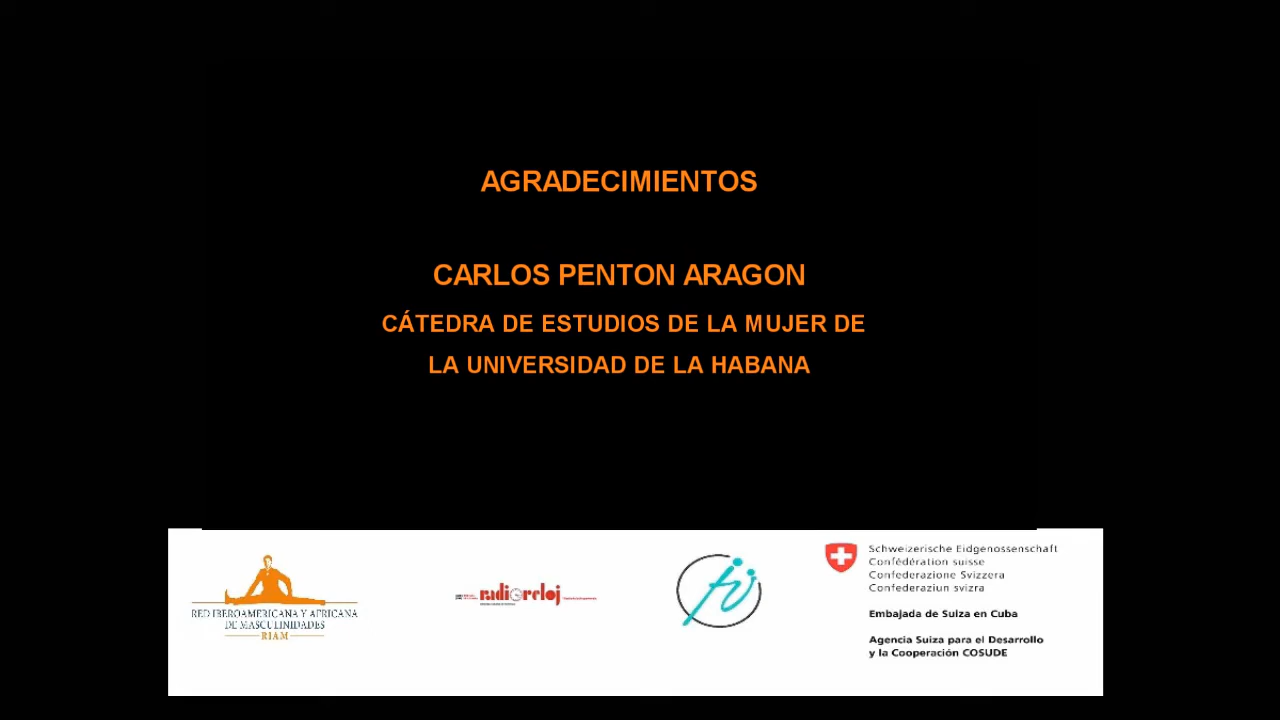 AGRADECIMIENTOS
CARLOS PENTON ARAGON
CÁTEDRA DE ESTUDIOS DE LA MUJER DE
LA UNIVERSIDAD DE LA HABANA
RED IBEROAMERICANA Y AFRICANA
DE MASCULINIDADES
RIAM
radioreloj
Schweizerische Eidgenossenschaft
Confédération suisse
Confederazione Svizzera
Confederaziun svizra
Embajada de Suiza en Cuba
Agencia Suiza para el Desarrollo
y la Cooperación COSUDE